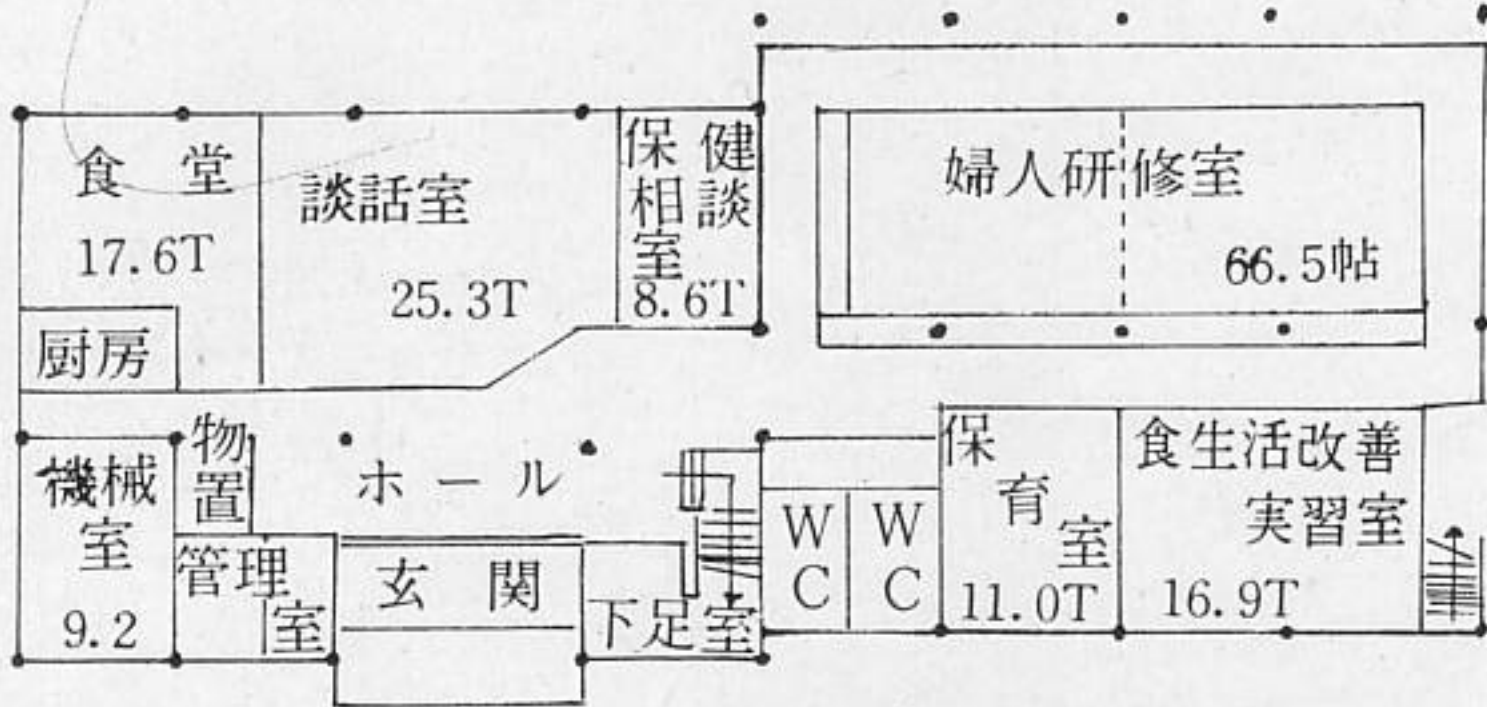 食堂
17.6T
厨房
談話室
25.3T
保健
相談
室
8.6T
婦人研修室
66.5帖
機械
室
9.2
物置
管理室
ホール
玄関
下足室
WC
WC
保育室
11.0T
食生活改善
実習室
16.9T